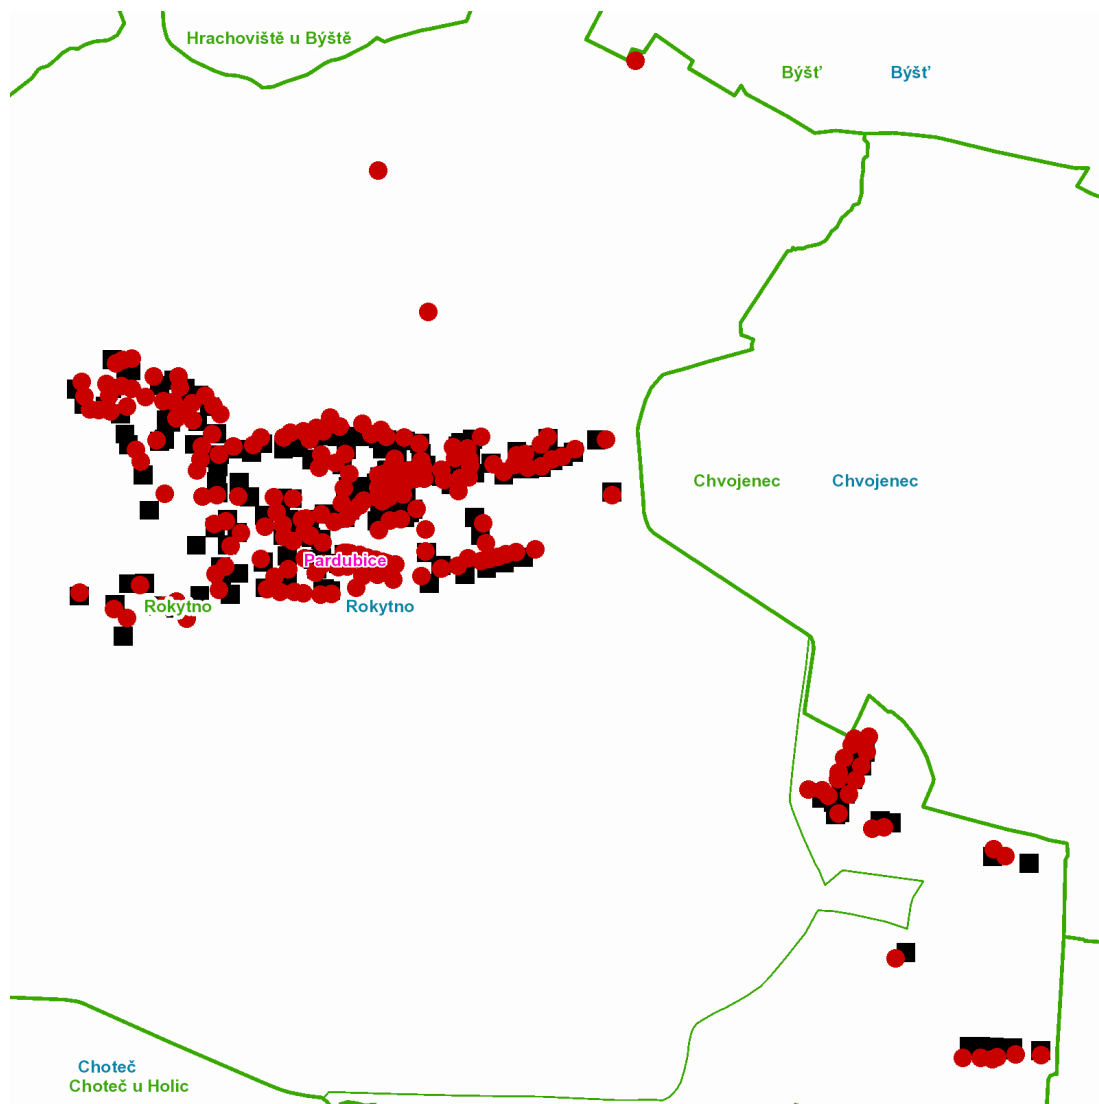 Hrachoviště u Býště
Býšť Býšť
Chvojenec Chvojenec
Pardubice
Rokytno Rokytno
Choteč
Choteč u Holic